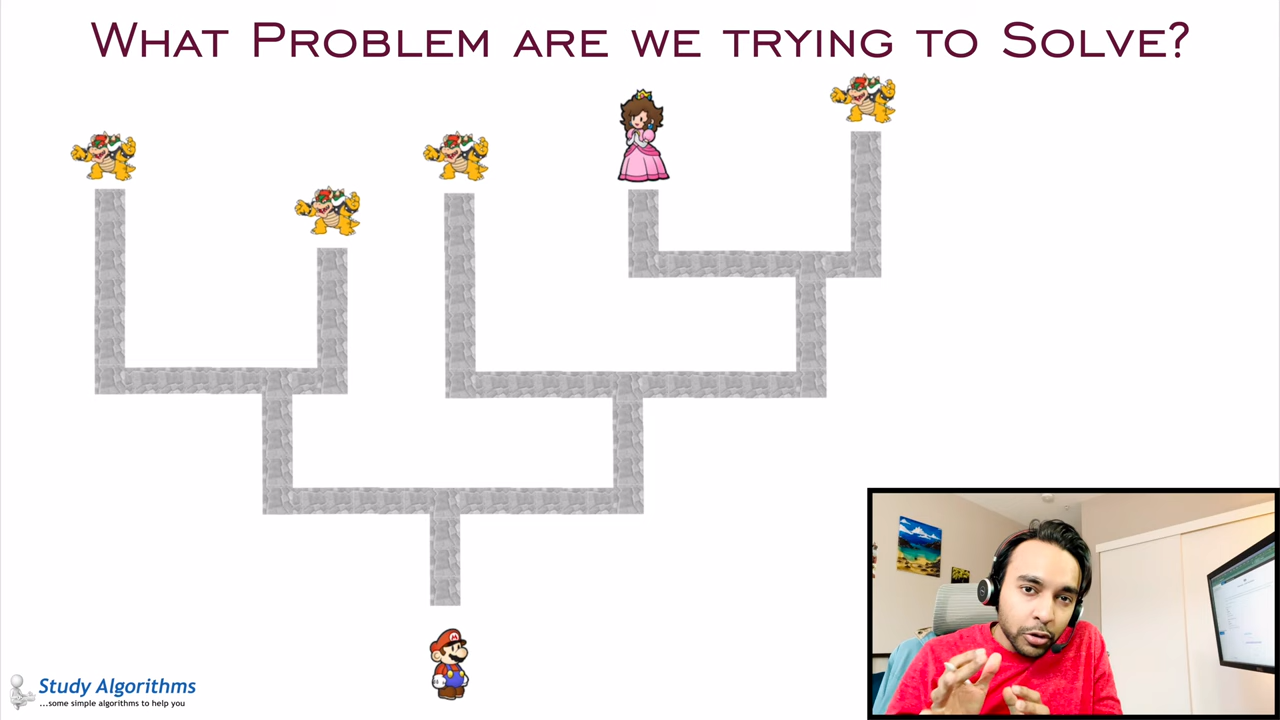 WHAT PROBLEM ARE WE TRYING TO SOLVE?
Study Algorithms
...some simple algorithms to help you